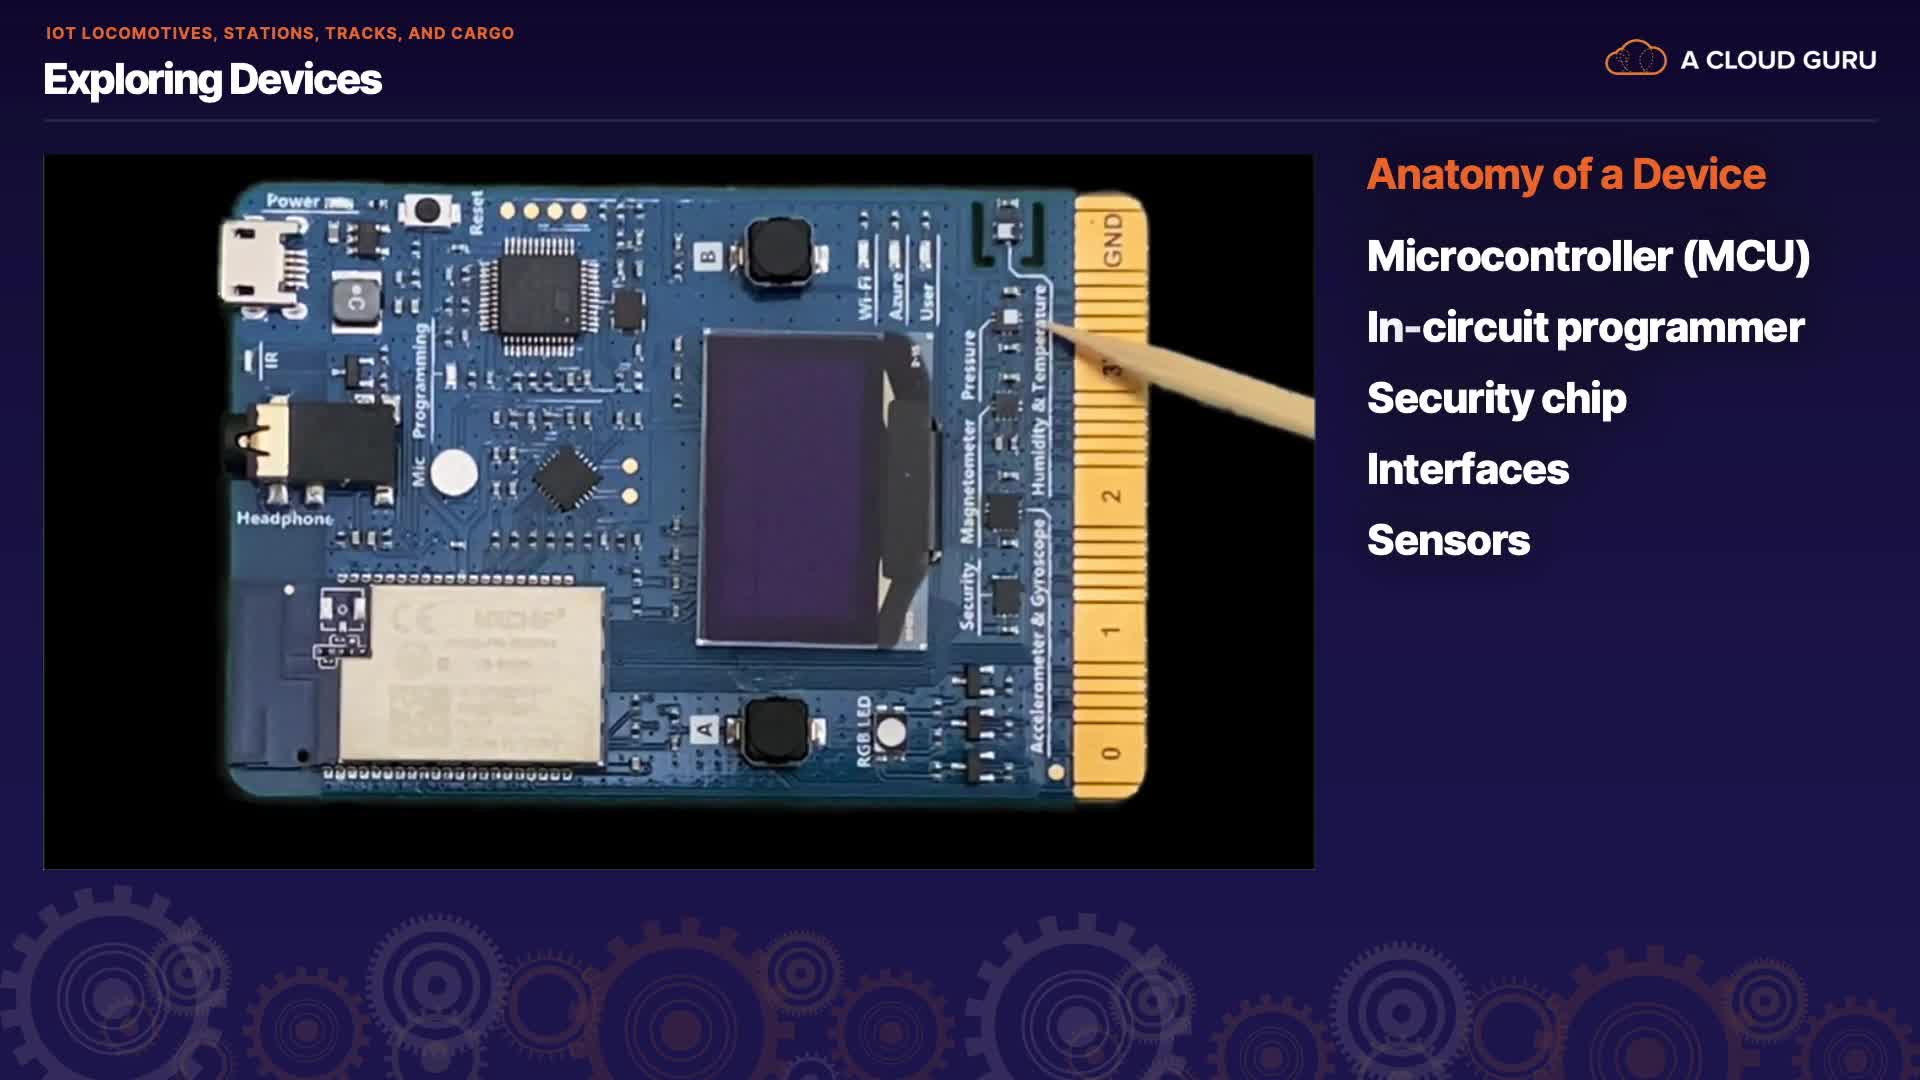 IOT LOCOMOTIVES, STATIONS, TRACKS, AND CARGO
Exploring Devices
A CLOUD GURU
Anatomy of a Device
Microcontroller (MCU)
In-circuit programmer
Security chip
Interfaces
Sensors
Power
Reset
B
Wi-Fi
Azure
User
GND
IR
Programming
Mic
Headphone
Pressure
Humidity & Temperature
Magnetometer
Security
Accelerometer & Gyroscope
3
2
1
0
A
RGB LED
CE
MXCHIP